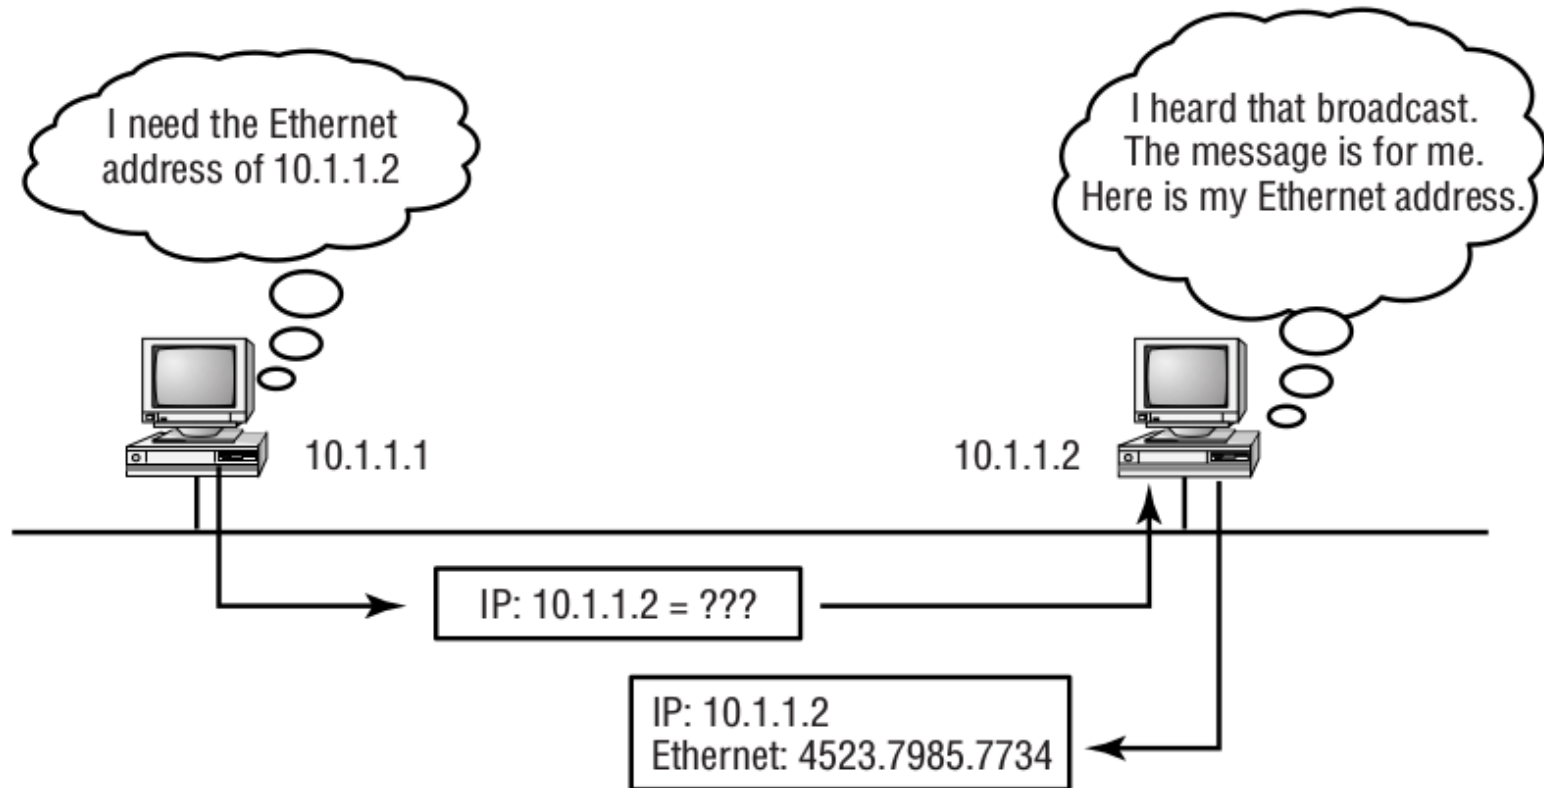 I need the Ethernet
address of 10.1.1.2
I heard that broadcast.
The message is for me.
Here is my Ethernet address.
10.1.1.1
10.1.1.2
IP: 10.1.1.2 = ???
IP: 10.1.1.2
Ethernet: 4523.7985.7734